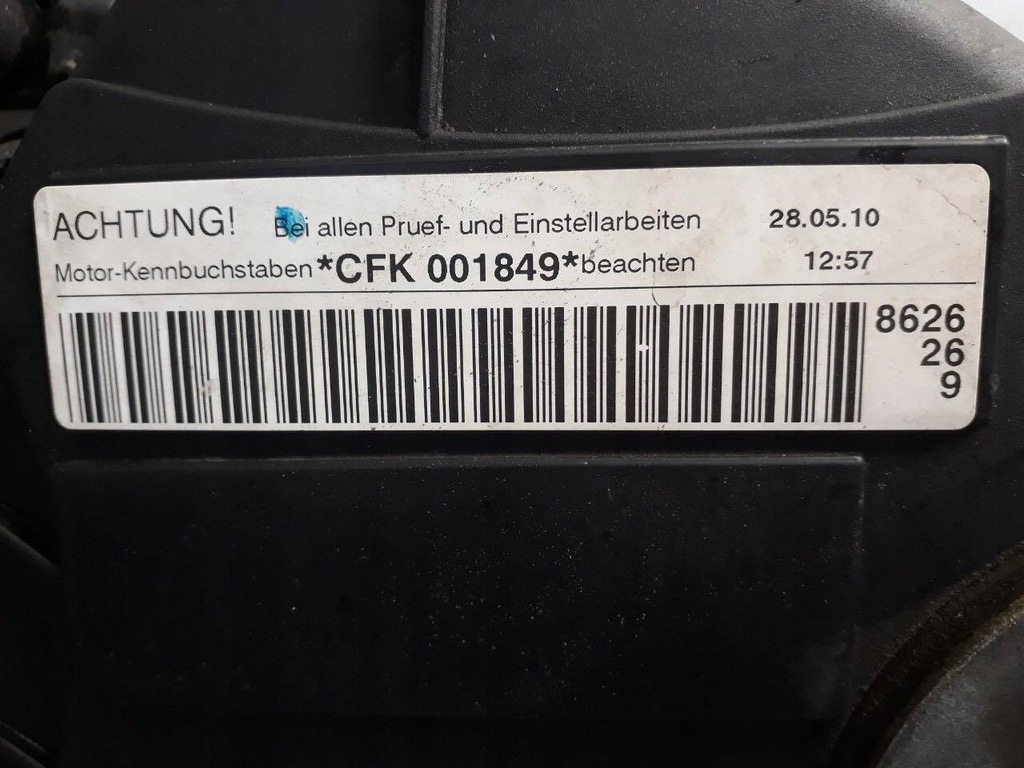 ACHTUNG! Bei allen Pruef- und Einstellarbeiten 28.05.10
Motor-Kennbuchstaben *CFK 001849* beachten 12:57
8626
26
9